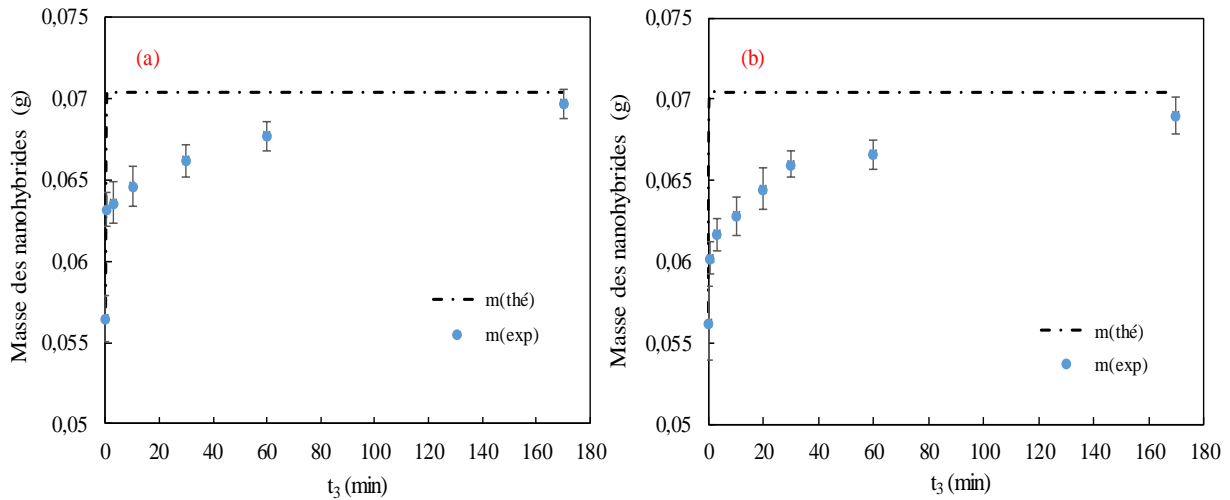 (a)
Masse des nanohybrides (g)
0,075
0,07
0,065
0,06
0,055
0,05
m(thé)
m(exp)
0 20 40 60 80 100 120 140 160 180
t₃ (min)
(b)
Masse des nanohybrides (g)
0,075
0,07
0,065
0,06
0,055
0,05
m(thé)
m(exp)
0 20 40 60 80 100 120 140 160 180
t₃ (min)